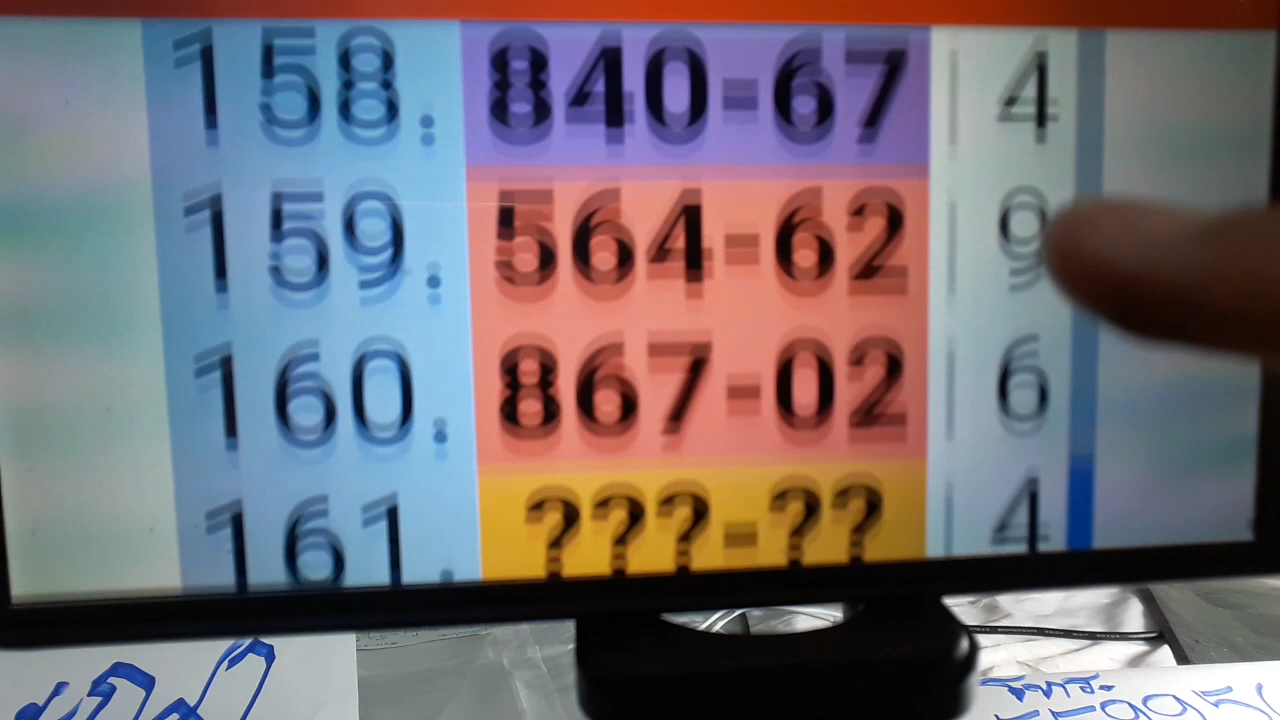 158. 840-67 | 4
159. 564-62 | 9
160. 867-02 | 6
161. ???-?? | 4